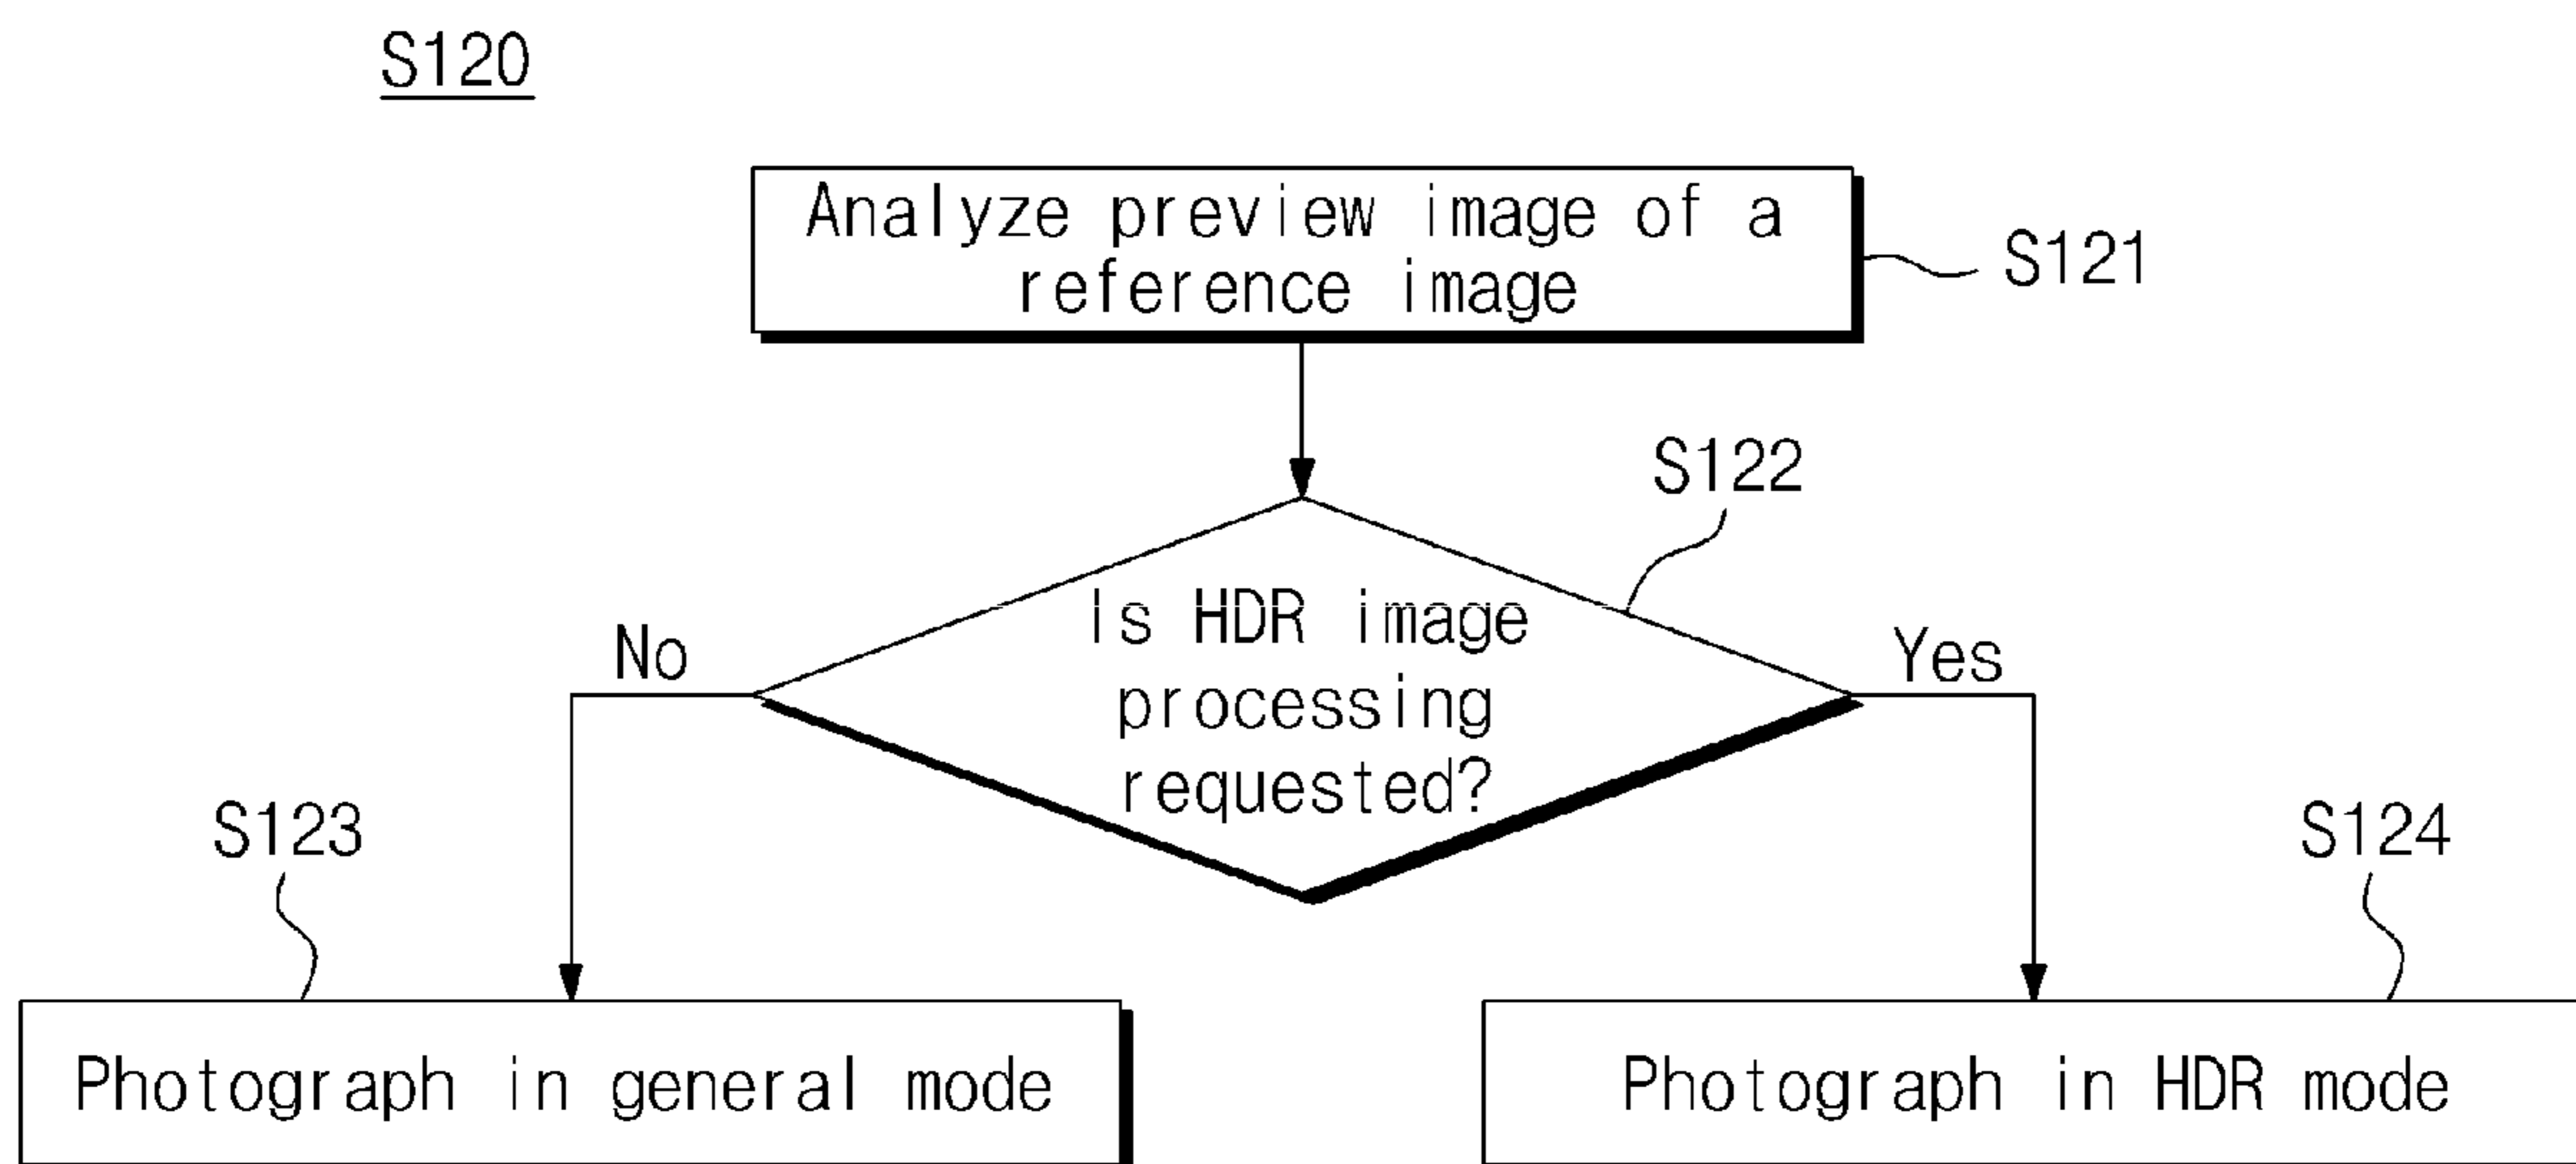 S120
Analyze preview image of a
reference image
S121
S122
Is HDR image
processing
requested?
No
Yes
S123
S124
Photograph in general mode
Photograph in HDR mode